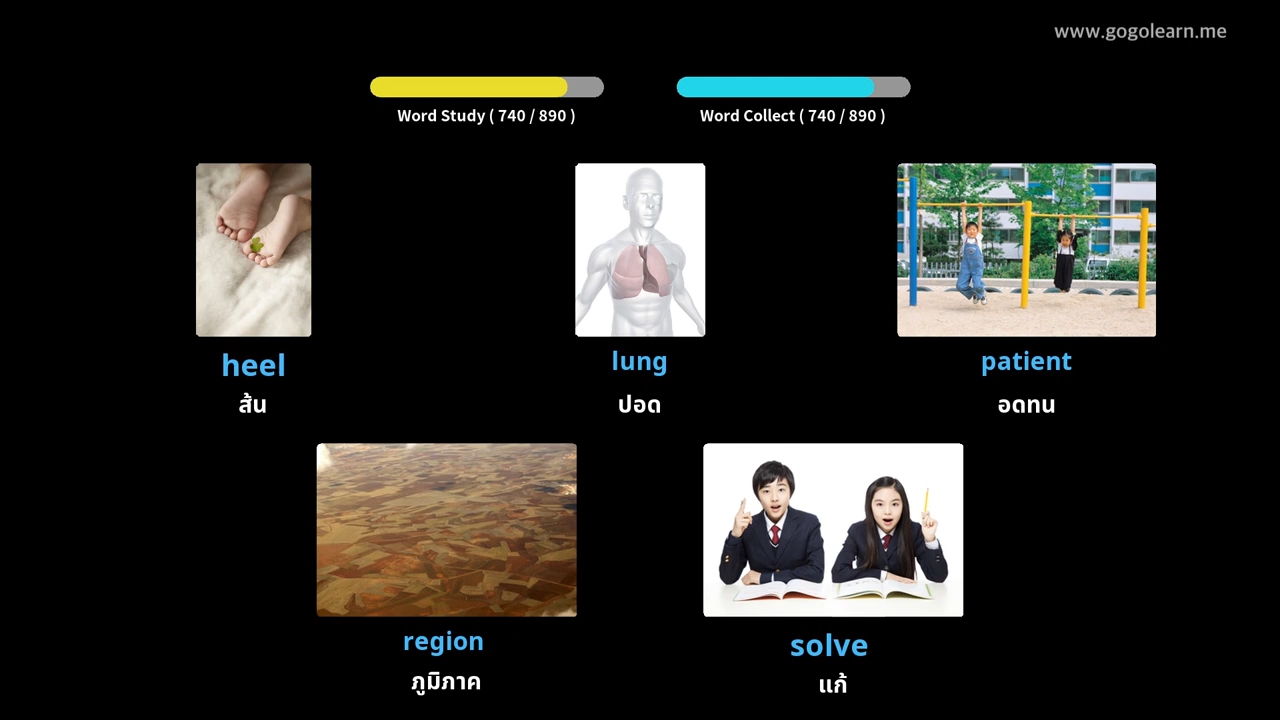 www.gogolearn.me
Word Study ( 740 / 890 )
Word Collect ( 740 / 890 )
heel
ส้น
lung
ปอด
patient
อดทน
region
ภูมิภาค
solve
แก้